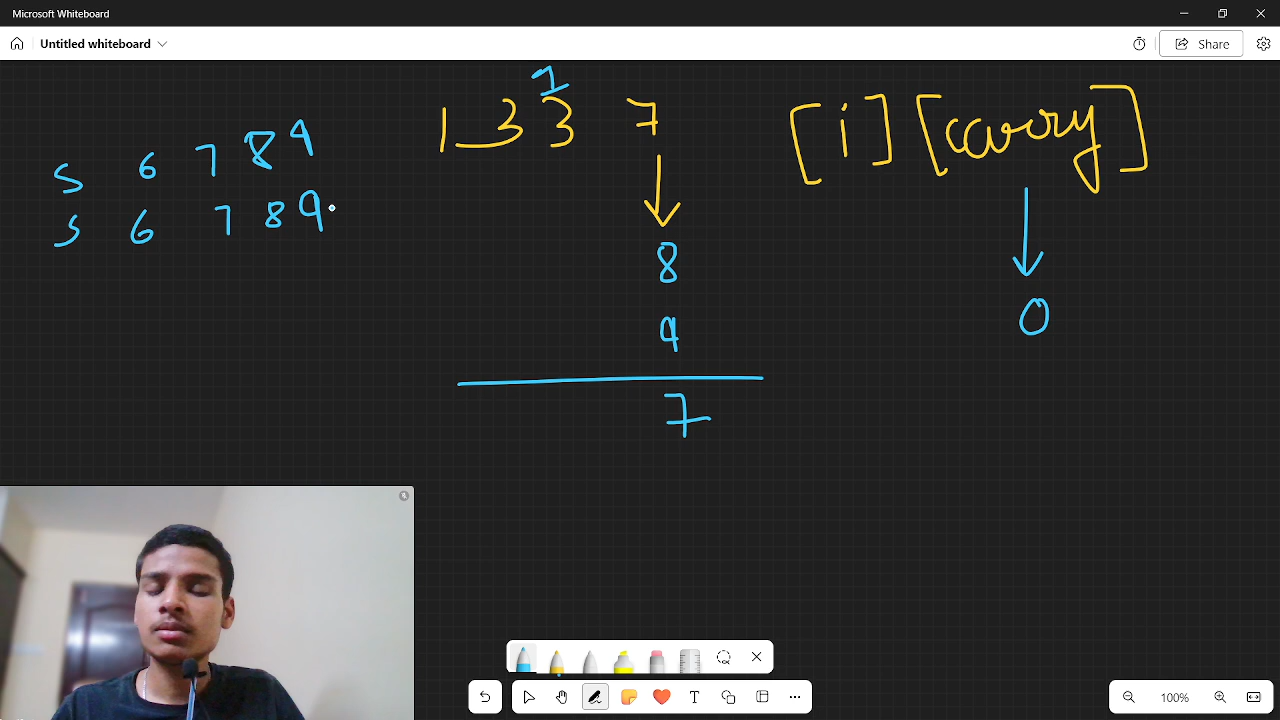 Microsoft Whiteboard
Untitled whiteboard
Share
1
1 3 3 7
[i] [carry]
5 6 7 8 9
5 6 7 8 9
8
9
0
7
T
100%